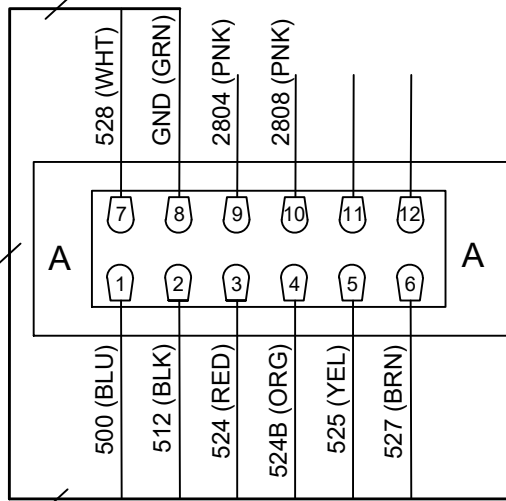 528 (WHT)
GND (GRN)
2804 (PNK)
2808 (PNK)
7 8 9 10 11 12
A A
1 2 3 4 5 6
500 (BLU)
512 (BLK)
524 (RED)
524B (ORG)
525 (YEL)
527 (BRN)